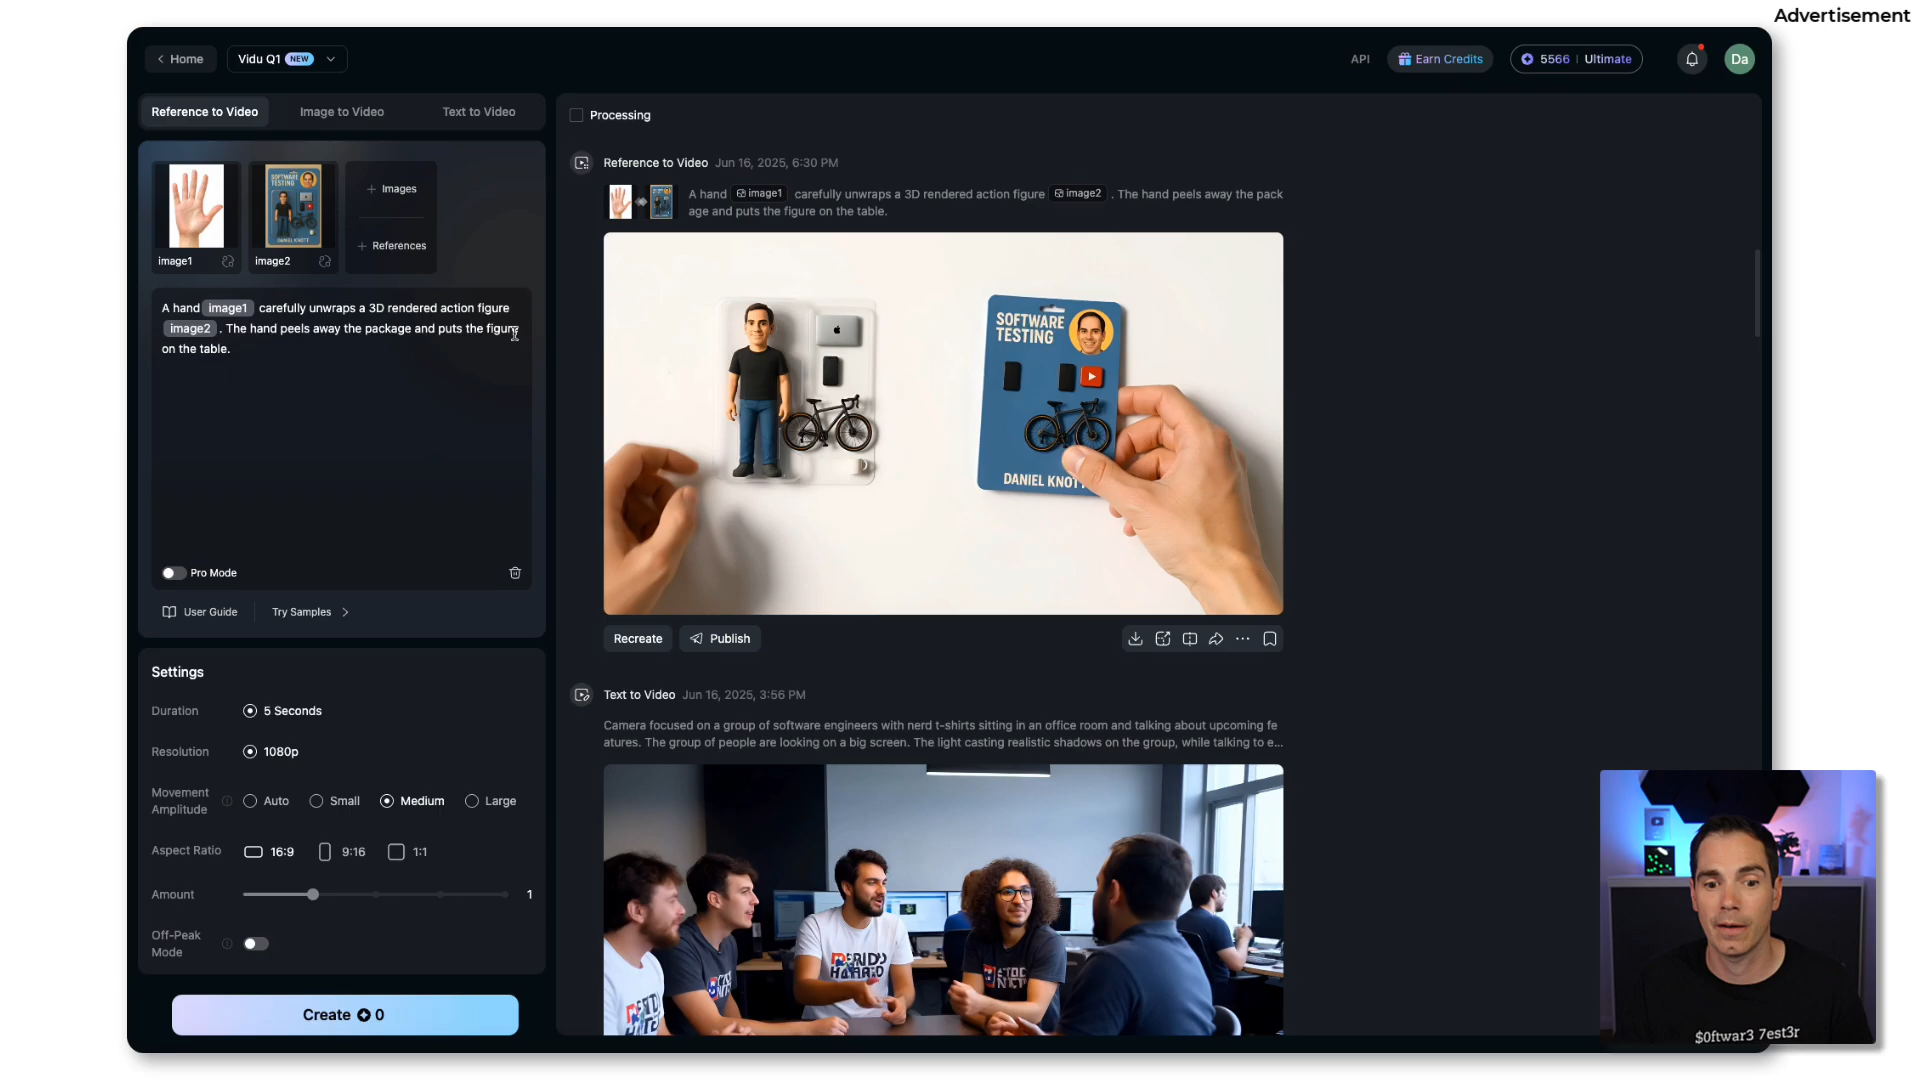 Advertisement
Home
Vidu Q1 NEW
API
Earn Credits
5566 | Ultimate
Da
Reference to Video
Image to Video
Text to Video
image1
image2
+ Images
+ References
A hand image1 carefully unwraps a 3D rendered action figure
image2 . The hand peels away the package and puts the figure
on the table.
Pro Mode
User Guide
Try Samples
Settings
Duration
5 Seconds
Resolution
1080p
Movement
Amplitude
Auto
Small
Medium
Large
Aspect Ratio
16:9
9:16
1:1
Amount
1
Off-Peak
Mode
Create 0
Processing
Reference to Video Jun 16, 2025, 6:30 PM
A hand image1 carefully unwraps a 3D rendered action figure image2 . The hand peels away the pack
age and puts the figure on the table.
SOFTWARE
TESTING
DANIEL KNOTT
SOFTWARE
TESTING
DANIEL KNOT
Recreate
Publish
Text to Video Jun 16, 2025, 3:56 PM
Camera focused on a group of software engineers with nerd t-shirts sitting in an office room and talking about upcoming fe
atures. The group of people are looking on a big screen. The light casting realistic shadows on the group, while talking to e...
$0ftwar3 7est3r